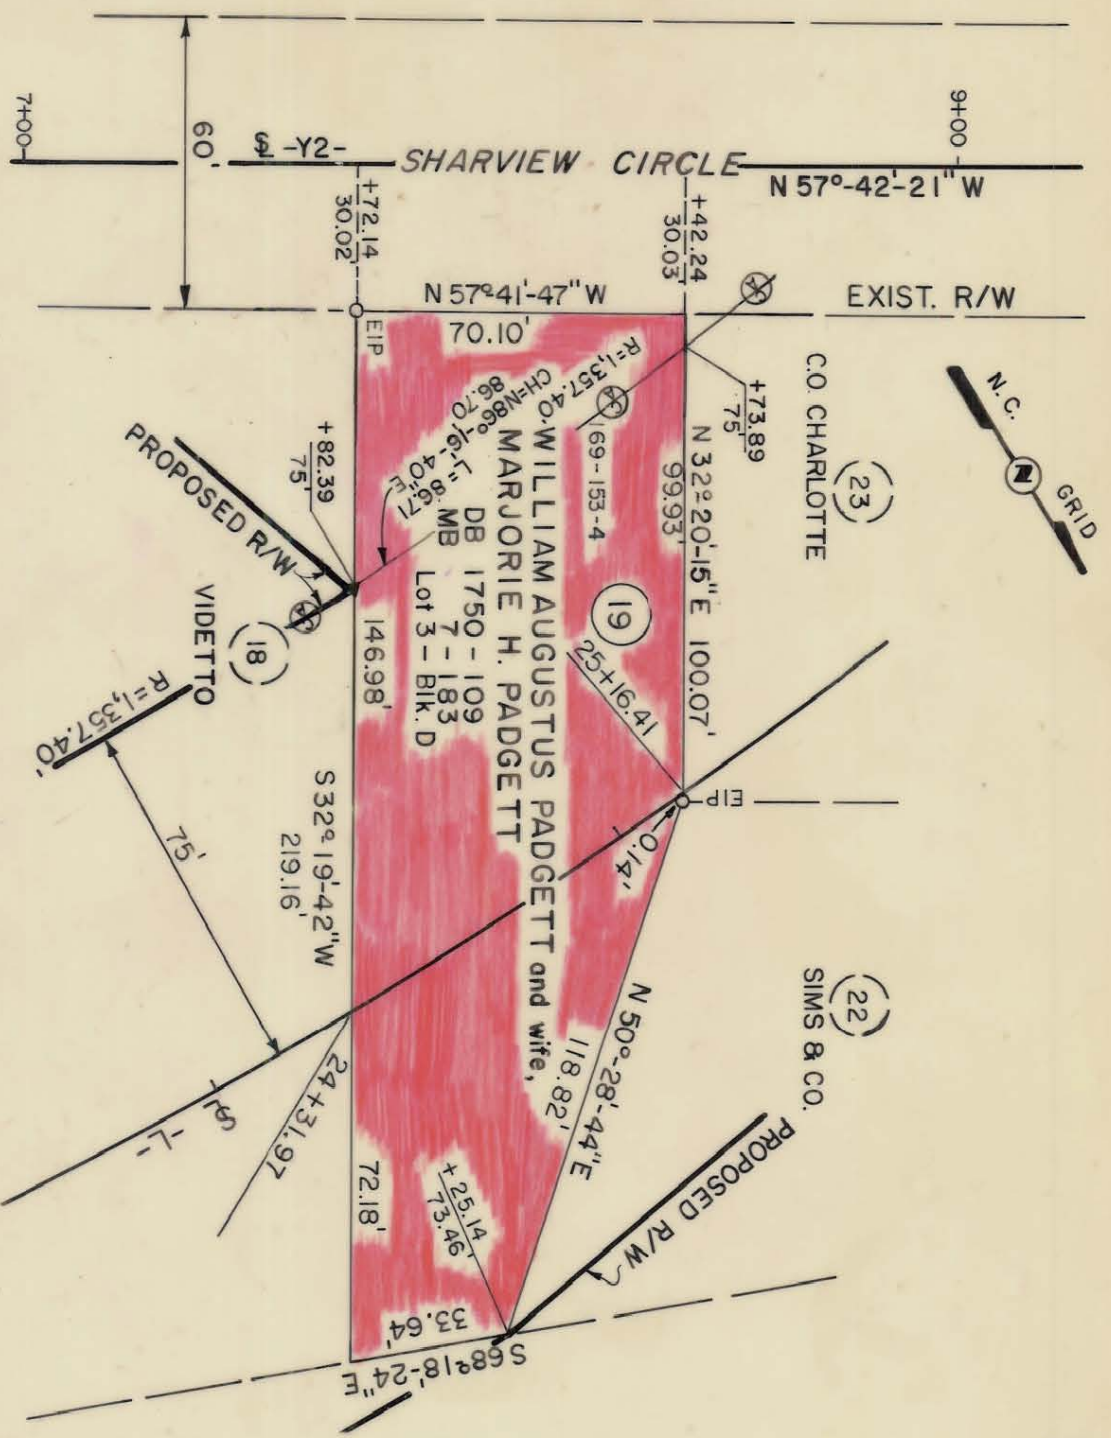 7+00
60'
℄ -Y2-
SHARVIEW CIRCLE
9+00
N 57°-42'-21" W
+72.14
30.02'
+42.24
30.03'
N 57°41'-47" W
70.10'
EXIST. R/W
EIP
C.O. CHARLOTTE
23
N.C.
N
GRID
+73.89
75'
N 32°-20'-15" E 100.07'
99.93'
R=1,357.40'
CH=N86°-16'-40"E
86.70
L=86.71
169-153-4
19
WILLIAM AUGUSTUS PADGETT and wife,
MARJORIE H. PADGETT
DB 1750-109
MB 7-183
Lot 3-Blk. D
+82.39
75'
PROPOSED R/W
VIDETTO
18
R=1,357.40'
75'
146.98'
S 32°19'-42" W
219.16'
25+16.41
EIP
0.14'
22
SIMS & CO.
N 50°-28'-44" E
118.82'
PROPOSED R/W
℄
-L-
24+31.97
72.18'
+25.14
73.46'
33.64'
S 68°18'-24" E